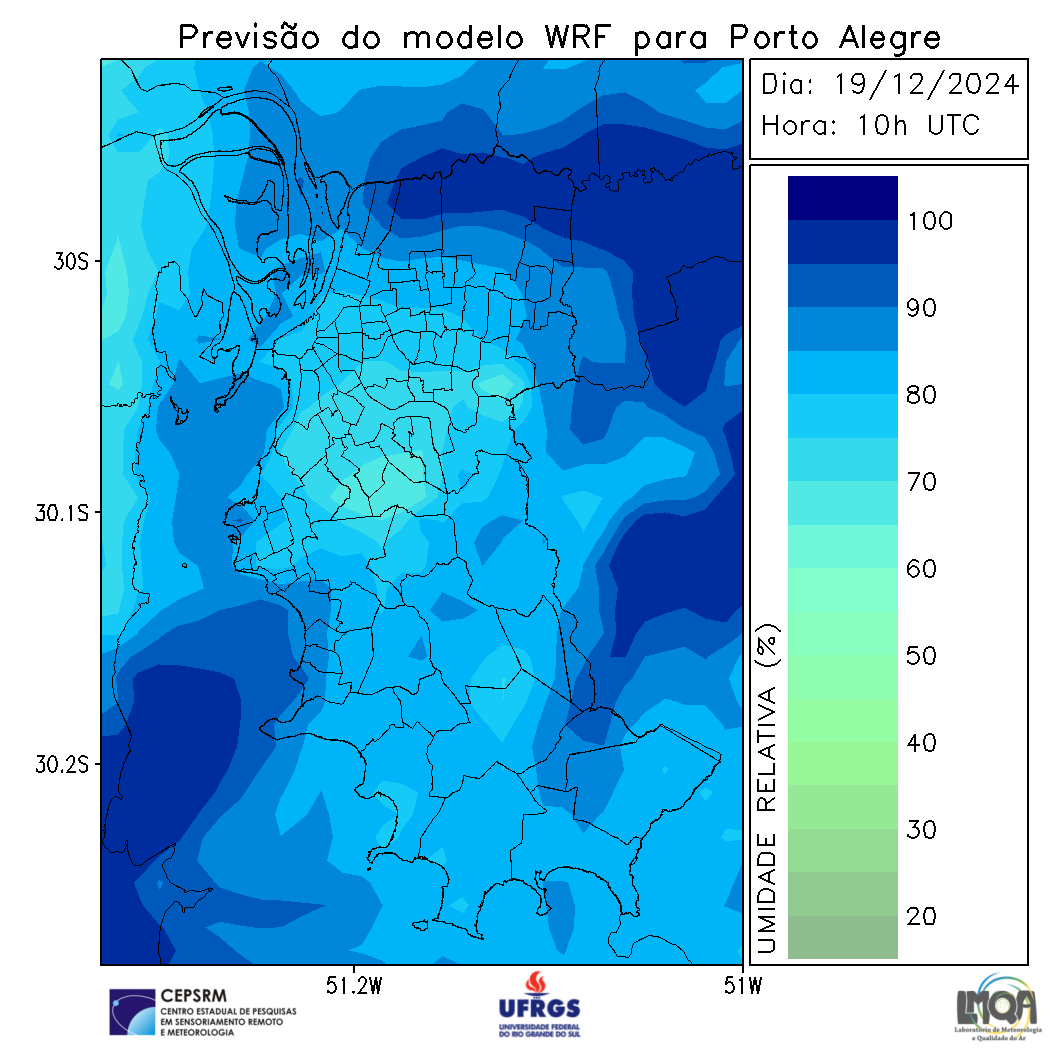 Previsão do modelo WRF para Porto Alegre
Dia: 19/12/2024
Hora: 10h UTC
100
90
80
70
60
50
40
30
20
UMIDADE RELATIVA (%)
30S
30.1S
30.2S
51.2W
51W
CEPSRM
CENTRO ESTADUAL DE PESQUISAS
EM SENSORIAMENTO REMOTO
E METEOROLOGIA
UFRGS
UNIVERSIDADE FEDERAL
DO RIO GRANDE DO SUL
LMQA
Laboratório de Meteorologia
e Qualidade do Ar